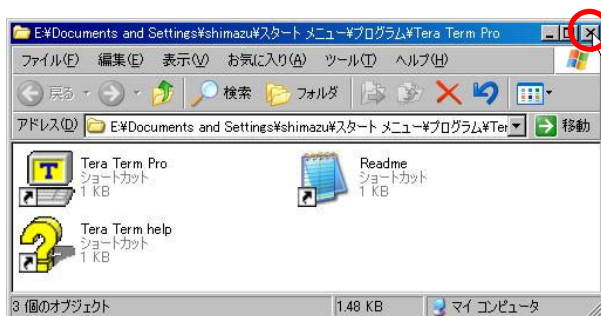 E:¥Documents and Settings¥shimazu¥スタート メニュー¥プログラム¥Tera Term Pro
ファイル(F) 編集(E) 表示(V) お気に入り(A) ツール(T) ヘルプ(H)
戻る 検索 フォルダ
アドレス(D) E:¥Documents and Settings¥shimazu¥スタート メニュー¥プログラム¥Ter 移動
Tera Term Pro
ショートカット
1 KB
Readme
ショートカット
1 KB
Tera Term help
ショートカット
1 KB
3 個のオブジェクト 1.48 KB マイ コンピュータ